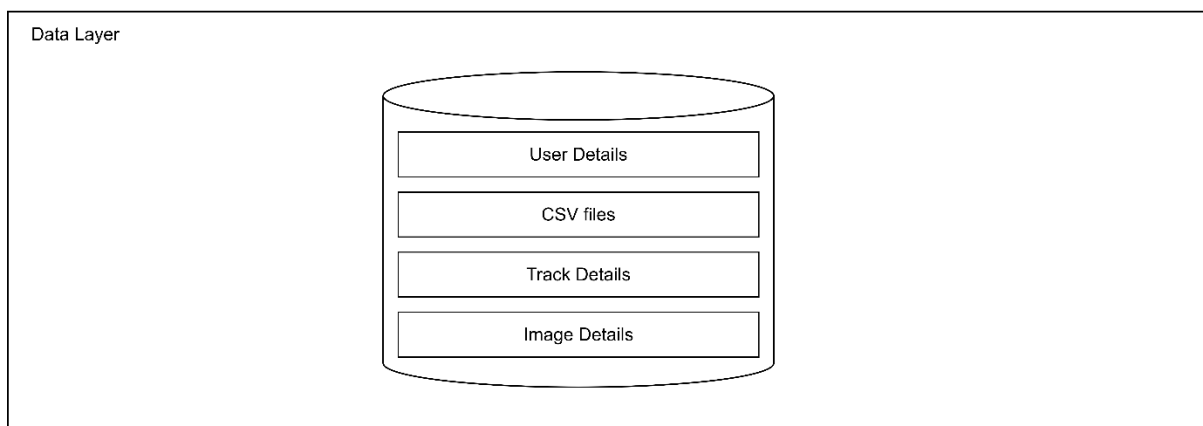 Data Layer
User Details
CSV files
Track Details
Image Details